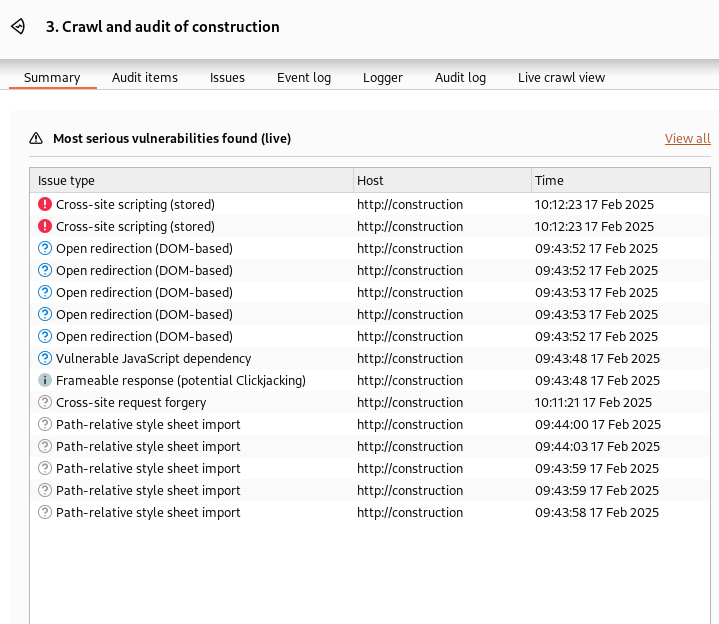 3. Crawl and audit of construction
Summary Audit items Issues Event log Logger Audit log Live crawl view
Most serious vulnerabilities found (live) View all
Issue type Host Time
Cross-site scripting (stored) http://construction 10:12:23 17 Feb 2025
Cross-site scripting (stored) http://construction 10:12:23 17 Feb 2025
Open redirection (DOM-based) http://construction 09:43:52 17 Feb 2025
Open redirection (DOM-based) http://construction 09:43:52 17 Feb 2025
Open redirection (DOM-based) http://construction 09:43:53 17 Feb 2025
Open redirection (DOM-based) http://construction 09:43:53 17 Feb 2025
Open redirection (DOM-based) http://construction 09:43:52 17 Feb 2025
Vulnerable JavaScript dependency http://construction 09:43:48 17 Feb 2025
Frameable response (potential Clickjacking) http://construction 09:43:48 17 Feb 2025
Cross-site request forgery http://construction 10:11:21 17 Feb 2025
Path-relative style sheet import http://construction 09:44:00 17 Feb 2025
Path-relative style sheet import http://construction 09:44:03 17 Feb 2025
Path-relative style sheet import http://construction 09:43:59 17 Feb 2025
Path-relative style sheet import http://construction 09:43:59 17 Feb 2025
Path-relative style sheet import http://construction 09:43:58 17 Feb 2025